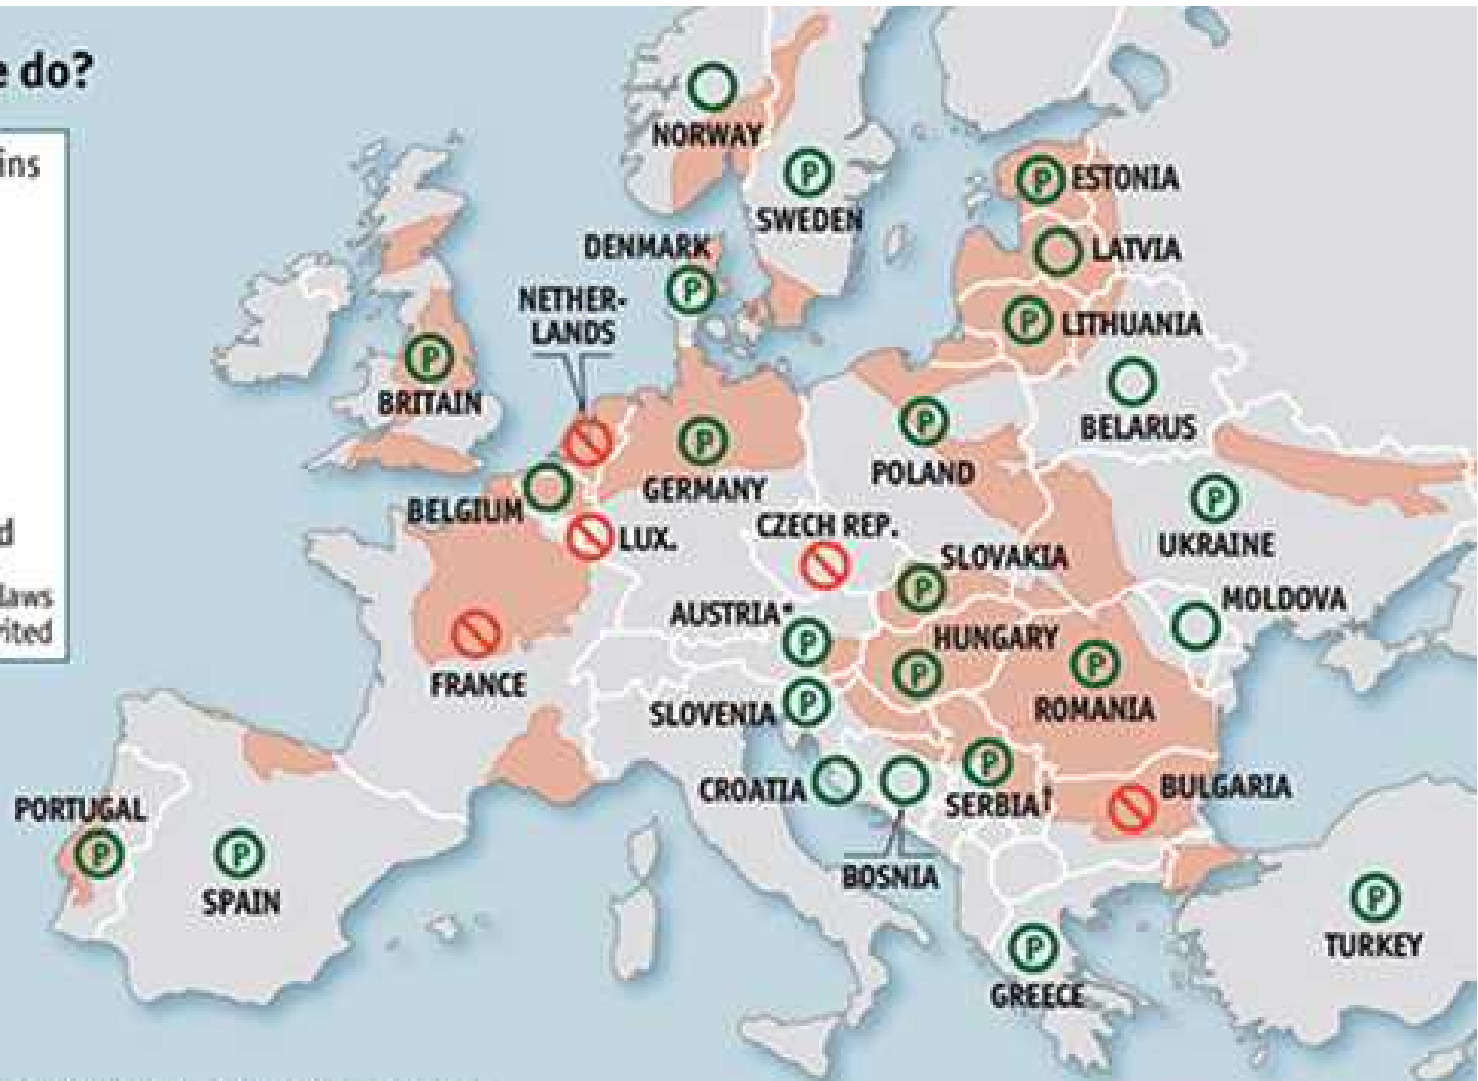 e do?
ins
d
laws
rited
NORWAY
P
SWEDEN
P
ESTONIA
LATVIA
DENMARK
P
NETHER-
LANDS
P
LITHUANIA
P
BRITAIN
BELARUS
P
GERMANY
P
POLAND
BELGIUM
LUX.
CZECH REP.
P
UKRAINE
SLOVAKIA
P
AUSTRIA*
P
MOLDOVA
HUNGARY
P
FRANCE
P
ROMANIA
SLOVENIA
P
CROATIA
BOSNIA
P
SERBIA†
BULGARIA
PORTUGAL
P
P
SPAIN
P
GREECE
P
TURKEY